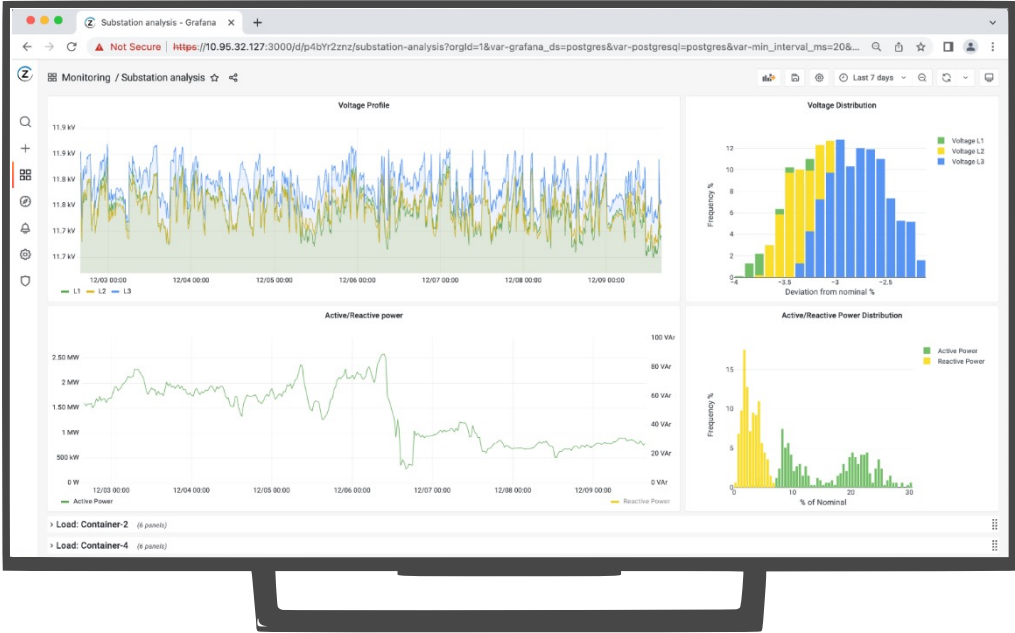 Substation analysis - Grafana
Not Secure | https://10.95.32.127:3000/d/p4bYr2znz/substation-analysis?orgId=1&var-grafana_ds=postgres&var-postgresql=postgres&var-min_interval_ms=20&...
Monitoring / Substation analysis
Last 7 days
Voltage Profile
11.9 kV
11.9 kV
11.8 kV
11.8 kV
11.7 kV
11.7 kV
12/03 00:00 12/04 00:00 12/05 00:00 12/06 00:00 12/07 00:00 12/08 00:00 12/09 00:00
L1 L2 L3
Voltage Distribution
Frequency %
12
10
8
6
4
2
0
-4 -3.5 -3 -2.5
Deviation from nominal %
Voltage L1
Voltage L2
Voltage L3
Active/Reactive power
2.50 MW
2 MW
1.50 MW
1 MW
500 kW
0 W
100 VAr
80 VAr
60 VAr
40 VAr
20 VAr
0 VAr
12/03 00:00 12/04 00:00 12/05 00:00 12/06 00:00 12/07 00:00 12/08 00:00 12/09 00:00
Active Power Reactive Power
Active/Reactive Power Distribution
Frequency %
15
10
5
0
0 10 20 30
% of Nominal
Active Power
Reactive Power
Load: Container-2 (6 panels)
Load: Container-4 (6 panels)